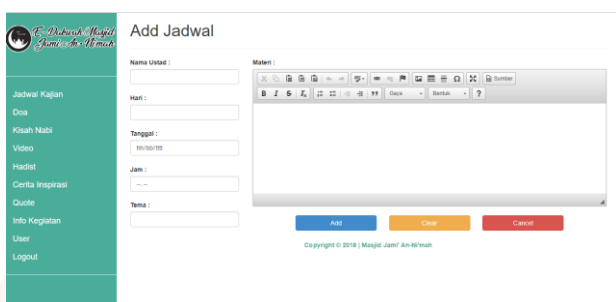 E-Dakwah Masjid
Jami' An-Ni'mah
Jadwal Kajian
Doa
Kisah Nabi
Video
Hadist
Cerita Inspirasi
Quote
Info Kegiatan
User
Logout
Add Jadwal
Nama Ustad :
Hari :
Tanggal :
hh/bb/tttt
Jam :
--.--
Tema :
Materi :
Sumber
B I S Tx
Gaya
Bentuk
?
Add
Clear
Cancel
Copyright © 2018 | Masjid Jami' An-Ni'mah